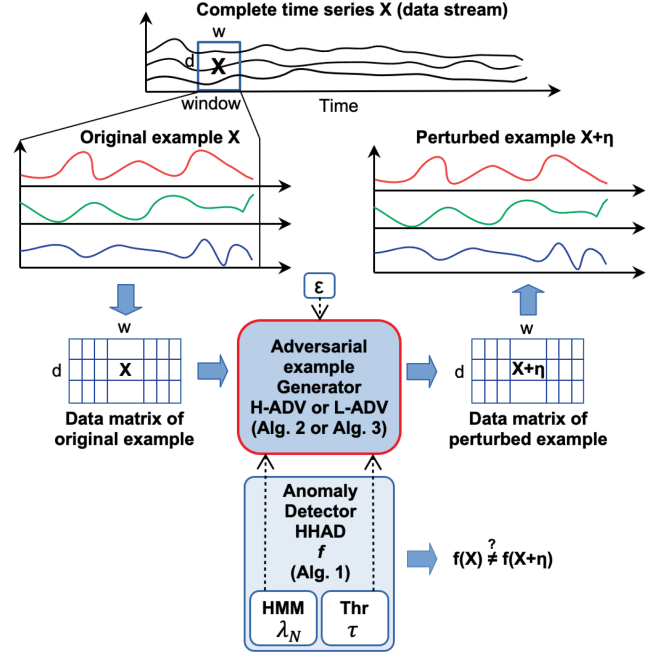 Complete time series X (data stream)
w
d
X
window
Time
Original example X
Perturbed example X+η
ε
w
d
X
Data matrix of
original example
Adversarial
example
Generator
H-ADV or L-ADV
(Alg. 2 or Alg. 3)
w
d
X+η
Data matrix of
perturbed example
Anomaly
Detector
HHAD
f
(Alg. 1)
HMM
λ_N
Thr
τ
?
f(X) ≠ f(X+η)